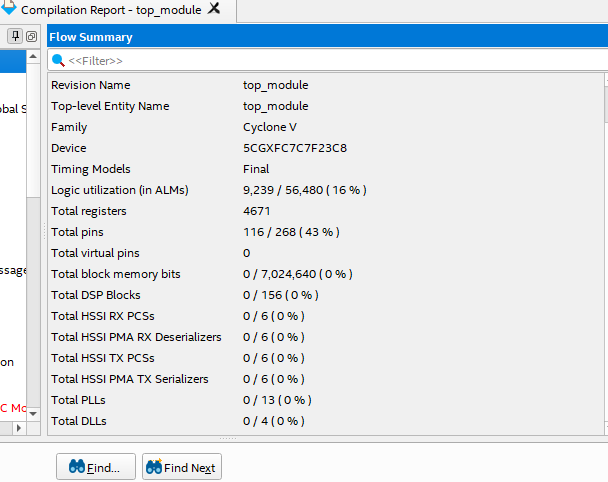 Compilation Report - top_module
Flow Summary
<<Filter>>
Revision Name top_module
Top-level Entity Name top_module
Family Cyclone V
Device 5CGXFC7C7F23C8
Timing Models Final
Logic utilization (in ALMs) 9,239 / 56,480 ( 16 % )
Total registers 4671
Total pins 116 / 268 ( 43 % )
Total virtual pins 0
Total block memory bits 0 / 7,024,640 ( 0 % )
Total DSP Blocks 0 / 156 ( 0 % )
Total HSSI RX PCSs 0 / 6 ( 0 % )
Total HSSI PMA RX Deserializers 0 / 6 ( 0 % )
Total HSSI TX PCSs 0 / 6 ( 0 % )
Total HSSI PMA TX Serializers 0 / 6 ( 0 % )
Total PLLs 0 / 13 ( 0 % )
Total DLLs 0 / 4 ( 0 % )
obal S
ssage
on
C Mo
Find...
Find Next